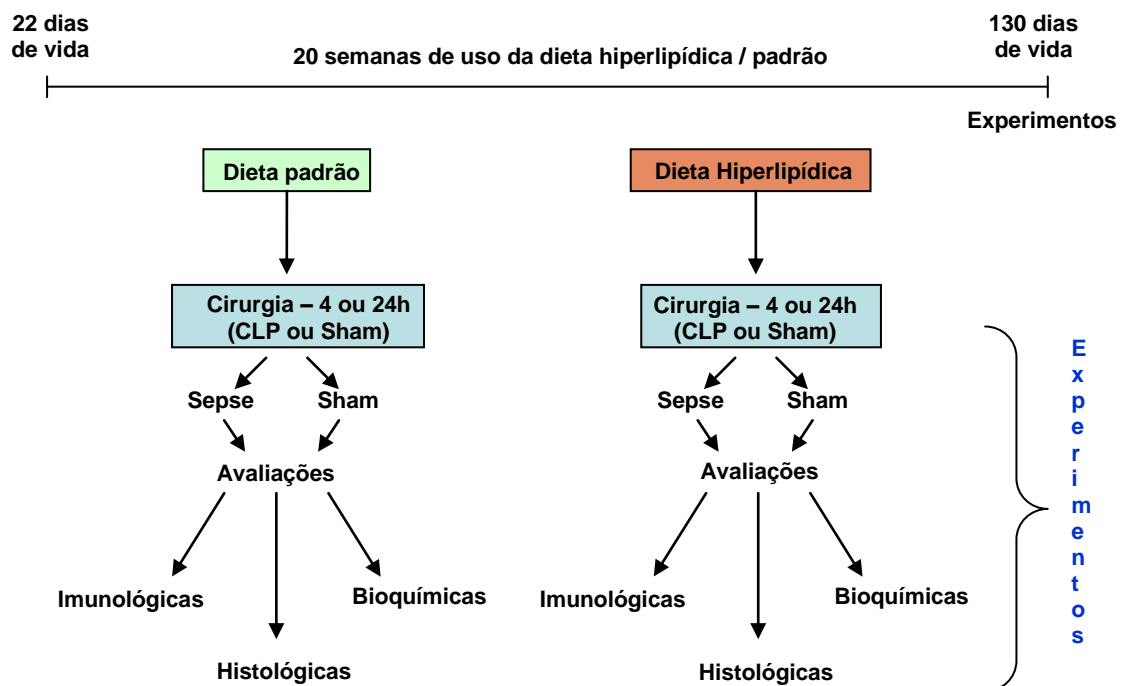 22 dias
de vida
130 dias
de vida
20 semanas de uso da dieta hiperlipídica / padrão
Experimentos
Dieta padrão
Dieta Hiperlipídica
Cirurgia – 4 ou 24h
(CLP ou Sham)
Cirurgia – 4 ou 24h
(CLP ou Sham)
Sepse
Sham
Sepse
Sham
Avaliações
Avaliações
Imunológicas
Bioquímicas
Imunológicas
Bioquímicas
Histológicas
Histológicas
Experimentos